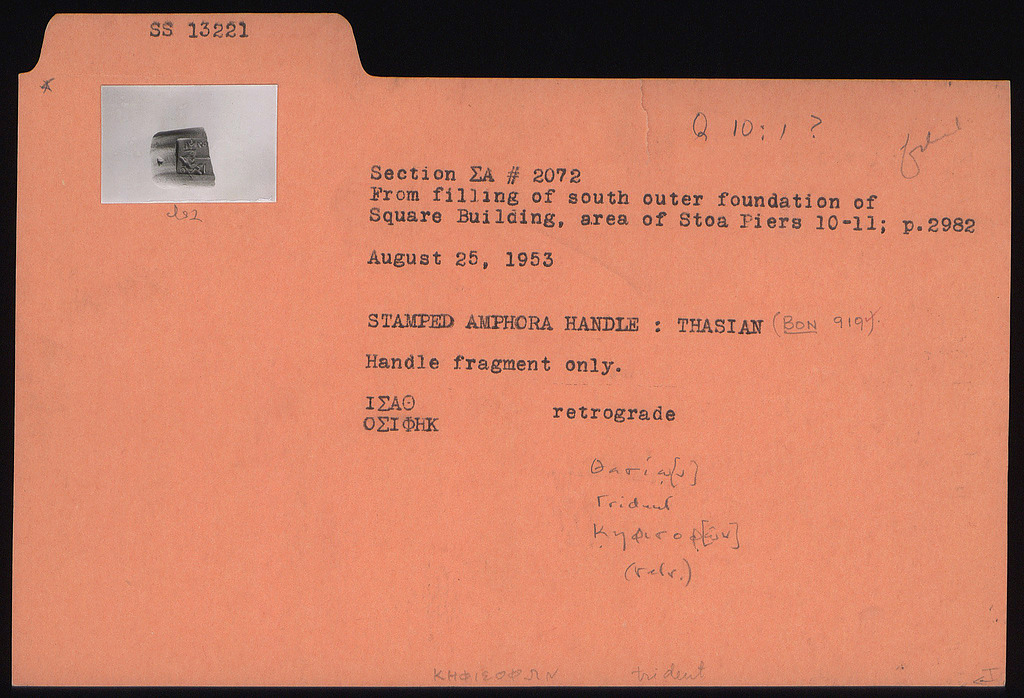 SS 13221
Q 10:1 ?
Section ΣΑ # 2072
From filling of south outer foundation of
Square Building, area of Stoa Piers 10-11; p.2982
August 25, 1953
STAMPED AMPHORA HANDLE : THASIAN (BON 919).
Handle fragment only.
ΙΣΑΘ
ΟΣΙΦΗΚ
retrograde
Θασίω[ν]
Trident
Κηφισοφ[ῶν]
(retr.)
ΚΗΦΙΣΟΦΩΝ trident